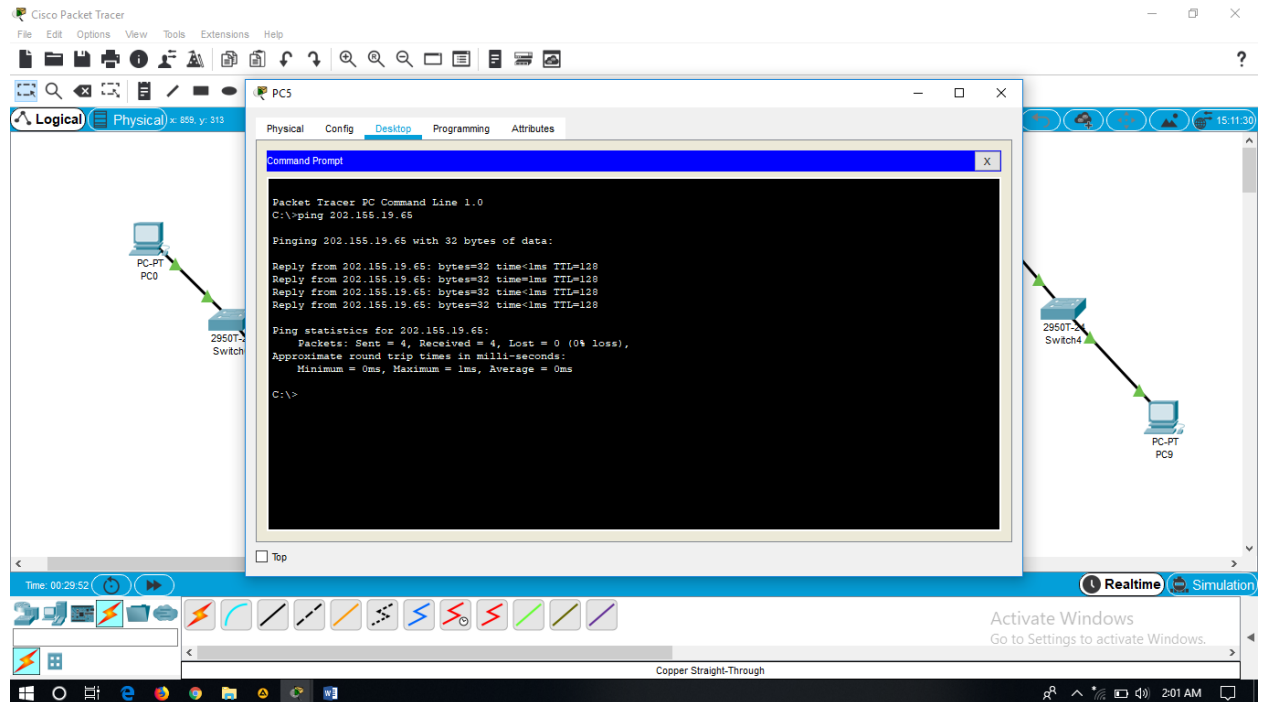 Cisco Packet Tracer
File Edit Options View Tools Extensions Help
?
PC5
Logical Physical x: 859, y: 313
15:11:30
Physical Config Desktop Programming Attributes
Command Prompt
X
Packet Tracer PC Command Line 1.0
C:\>ping 202.155.19.65
Pinging 202.155.19.65 with 32 bytes of data:
Reply from 202.155.19.65: bytes=32 time<1ms TTL=128
Reply from 202.155.19.65: bytes=32 time=1ms TTL=128
Reply from 202.155.19.65: bytes=32 time<1ms TTL=128
Reply from 202.155.19.65: bytes=32 time<1ms TTL=128
Ping statistics for 202.155.19.65:
Packets: Sent = 4, Received = 4, Lost = 0 (0% loss),
Approximate round trip times in milli-seconds:
Minimum = 0ms, Maximum = 1ms, Average = 0ms
C:\>
PC-PT
PC0
2950T-2
Switch
2950T-24
Switch4
PC-PT
PC9
Top
Time: 00:29:52
Realtime Simulation
Activate Windows
Go to Settings to activate Windows.
Copper Straight-Through
2:01 AM